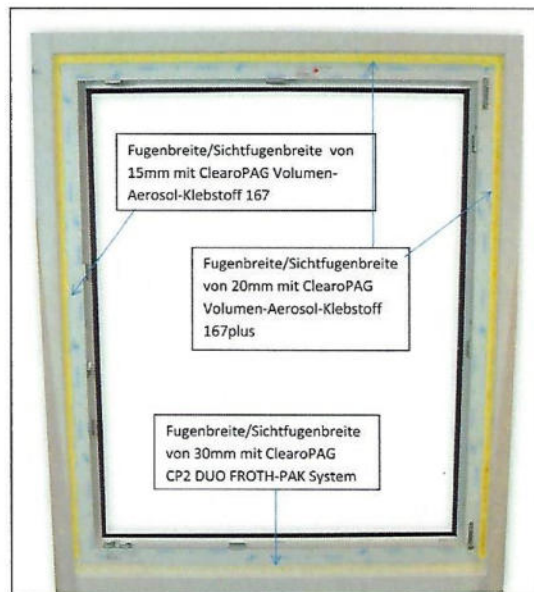 Fugenbreite/Sichtfugenbreite von
15mm mit ClearoPAG Volumen-
Aerosol-Klebstoff 167
Fugenbreite/Sichtfugenbreite
von 20mm mit ClearoPAG
Volumen-Aerosol-Klebstoff
167plus
Fugenbreite/Sichtfugenbreite
von 30mm mit ClearoPAG
CP2 DUO FROTH-PAK System